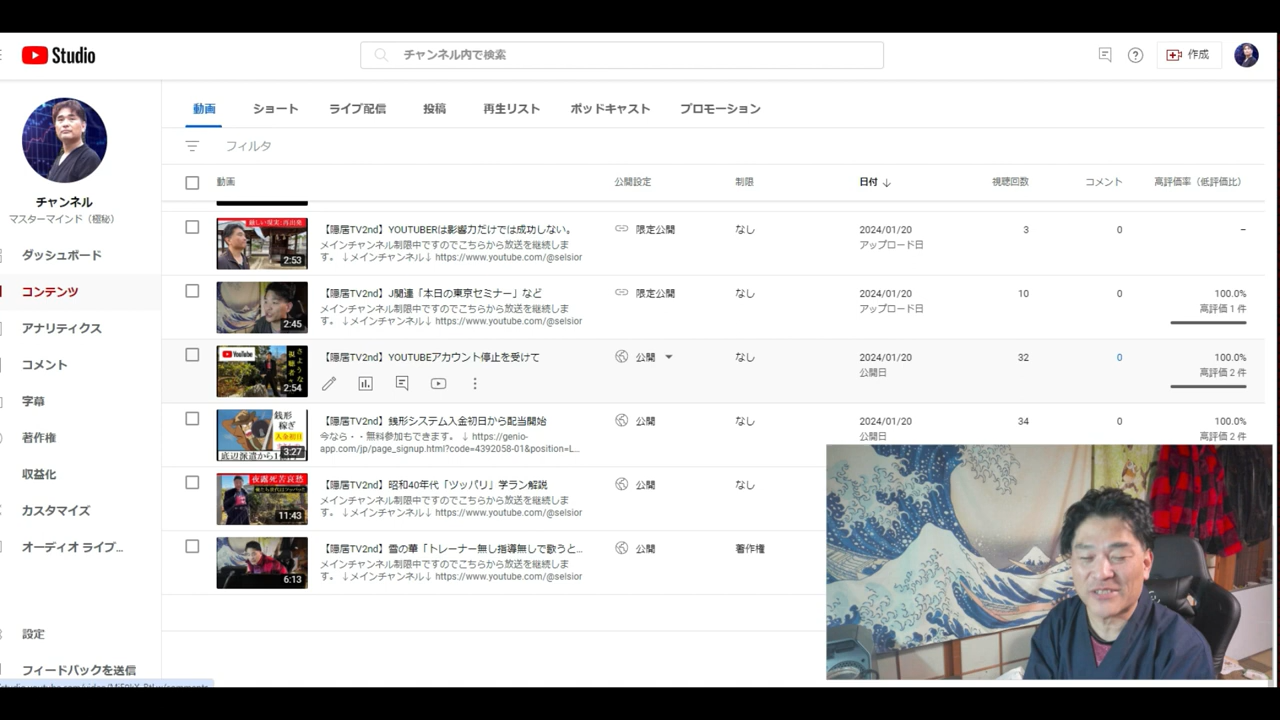 Studio
チャンネル内で検索
作成
動画
ショート
ライブ配信
投稿
再生リスト
ポッドキャスト
プロモーション
フィルタ
動画
公開設定
制限
日付 ↓
視聴回数
コメント
高評価率（低評価比）
チャンネル
マスターマインド（極秘）
ダッシュボード
コンテンツ
アナリティクス
コメント
字幕
著作権
収益化
カスタマイズ
オーディオ ライブ...
設定
フィードバックを送信
2:53
【隠居TV2nd】YOUTUBERは影響力だけでは成功しない。
メインチャンネル制限中ですのでこちらから放送を継続しま
す。 ↓メインチャンネル↓ https://www.youtube.com/@selsior
限定公開
なし
2024/01/20
アップロード日
3
0
–
2:45
【隠居TV2nd】J関連「本日の東京セミナー」など
メインチャンネル制限中ですのでこちらから放送を継続しま
す。 ↓メインチャンネル↓ https://www.youtube.com/@selsior
限定公開
なし
2024/01/20
アップロード日
10
0
100.0%
高評価 1 件
YouTube
さような
視聴者
2:54
【隠居TV2nd】YOUTUBEアカウント停止を受けて
公開
なし
2024/01/20
公開日
32
0
100.0%
高評価 2 件
銭形
稼ぎ
入金初日
底辺派遣から1
3:27
【隠居TV2nd】銭形システム入金初日から配当開始
今なら・・無料参加もできます。 ↓ https://genio-
app.com/jp/page_signup.html?code=4392058-01&position=L...
公開
なし
2024/01/20
公開日
34
0
100.0%
高評価 2 件
夜露死苦哀愁
11:43
【隠居TV2nd】昭和40年代「ツッパリ」学ラン解説
メインチャンネル制限中ですのでこちらから放送を継続しま
す。 ↓メインチャンネル↓ https://www.youtube.com/@selsior
公開
なし
6:13
【隠居TV2nd】雪の華「トレーナー無し指導無しで歌うと...
メインチャンネル制限中ですのでこちらから放送を継続しま
す。 ↓メインチャンネル↓ https://www.youtube.com/@selsior
公開
著作権